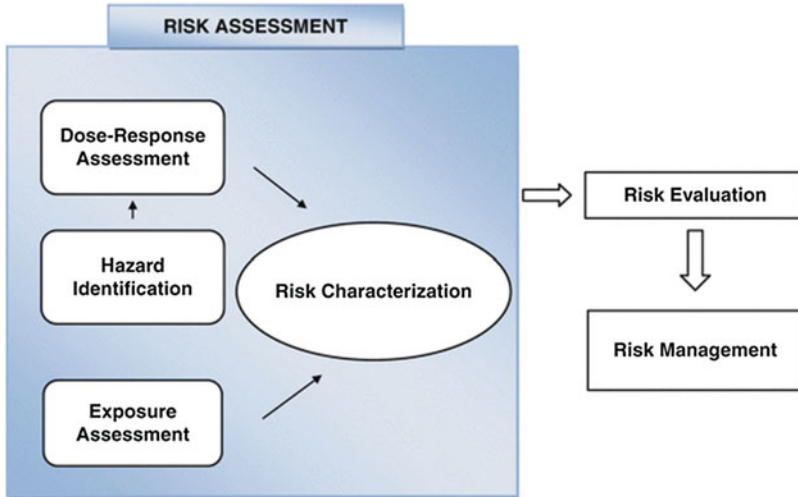 RISK ASSESSMENT
Dose-Response
Assessment
Hazard
Identification
Exposure
Assessment
Risk Characterization
Risk Evaluation
Risk Management